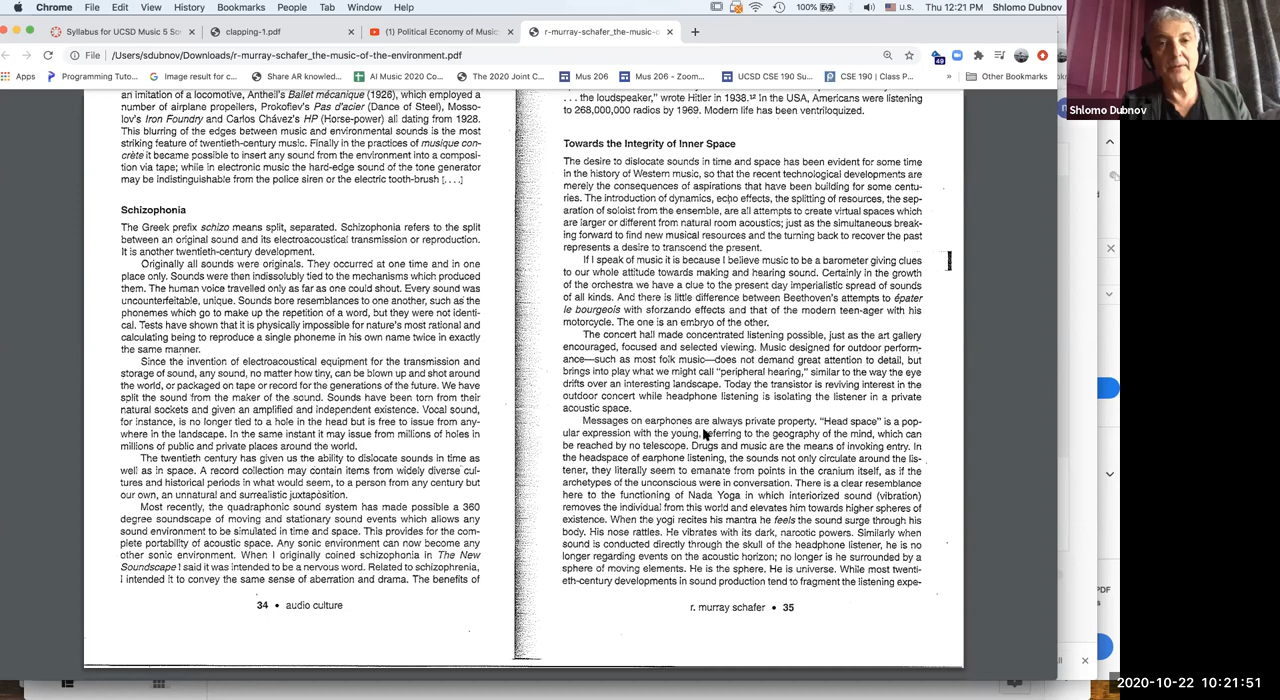 Chrome File Edit View History Bookmarks People Tab Window Help
100% U.S. Thu 12:21 PM Shlomo Dubnov
Syllabus for UCSD Music 5 So
clapping-1.pdf
(1) Political Economy of Music:
r-murray-schafer_the-music-o
File /Users/sdubnov/Downloads/r-murray-schafer_the-music-of-the-environment.pdf
49
Apps Programming Tuto... Image result for c... Share AR knowled... AI Music 2020 Co... The 2020 Joint C... Mus 206 Mus 206 - Zoom... UCSD CSE 190 Su... CSE 190 | Class P... » Other Bookmarks
Shlomo Dubnov
an imitation of a locomotive, Antheil's Ballet mécanique (1926), which employed a
number of airplane propellers, Prokofiev's Pas d'acier (Dance of Steel), Mosso-
lov's Iron Foundry and Carlos Chávez's HP (Horse-power) all dating from 1928.
This blurring of the edges between music and environmental sounds is the most
striking feature of twentieth-century music. Finally in the practices of musique con-
crète it became possible to insert any sound from the environment into a composi-
tion via tape; while in electronic music the hard-edge sound of the tone generator
may be indistinguishable from the police siren or the electric tooth-brush [. . . .]
Schizophonia
The Greek prefix schizo means split, separated. Schizophonia refers to the split
between an original sound and its electroacoustical transmission or reproduction.
It is another twentieth-century development.
Originally all sounds were originals. They occurred at one time and in one
place only. Sounds were then indissolubly tied to the mechanisms which produced
them. The human voice travelled only as far as one could shout. Every sound was
uncounterfeitable, unique. Sounds bore resemblances to one another, such as the
phonemes which go to make up the repetition of a word, but they were not identi-
cal. Tests have shown that it is physically impossible for nature's most rational and
calculating being to reproduce a single phoneme in his own name twice in exactly
the same manner.
Since the invention of electroacoustical equipment for the transmission and
storage of sound, any sound, no matter how tiny, can be blown up and shot around
the world, or packaged on tape or record for the generations of the future. We have
split the sound from the maker of the sound. Sounds have been torn from their
natural sockets and given an amplified and independent existence. Vocal sound,
for instance, is no longer tied to a hole in the head but is free to issue from any-
where in the landscape. In the same instant it may issue from millions of holes in
millions of public and private places around the world.
The twentieth century has given us the ability to dislocate sounds in time as
well as in space. A record collection may contain items from widely diverse cul-
tures and historical periods in what would seem, to a person from any century but
our own, an unnatural and surrealistic juxtaposition.
Most recently, the quadraphonic sound system has made possible a 360
degree soundscape of moving and stationary sound events which allows any
sound environment to be simulated in time and space. This provides for the com-
plete portability of acoustic space. Any sonic environment can now become any
other sonic environment. When I originally coined schizophonia in The New
Soundscape I said it was intended to be a nervous word. Related to schizophrenia,
I intended it to convey the same sense of aberration and drama. The benefits of
34 • audio culture
. . . the loudspeaker," wrote Hitler in 1938.¹² In the USA, Americans were listening
to 268,000,000 radios by 1969. Modern life has been ventriloquized.
Towards the Integrity of Inner Space
The desire to dislocate sounds in time and space has been evident for some time
in the history of Western music, so that the recent technological developments are
merely the consequences of aspirations that have been building for some centu-
ries. The introduction of dynamics, echo effects, the splitting of resources, the sep-
aration of soloist from the ensemble, are all attempts to create virtual spaces which
are larger or different from natural room acoustics; just as the simultaneous break-
ing forward to find new musical resources and the turning back to recover the past
represents a desire to transcend the present.
If I speak of music it is because I believe music to be a barometer giving clues
to our whole attitude towards making and hearing sound. Certainly in the growth
of the orchestra we have a clue to the present day imperialistic spread of sounds
of all kinds. And there is little difference between Beethoven's attempts to épater
le bourgeois with sforzando effects and that of the modern teen-ager with his
motorcycle. The one is an embryo of the other.
The concert hall made concentrated listening possible, just as the art gallery
encouraged, focused and selected viewing. Music designed for outdoor perform-
ance—such as most folk music—does not demand great attention to detail, but
brings into play what we might call "peripheral hearing," similar to the way the eye
drifts over an interesting landscape. Today the transistor is reviving interest in the
outdoor concert while headphone listening is isolating the listener in a private
acoustic space.
Messages on earphones are always private property. "Head space" is a pop-
ular expression with the young, referring to the geography of the mind, which can
be reached by no telescope. Drugs and music are the means of invoking entry. In
the headspace of earphone listening, the sounds not only circulate around the lis-
tener, they literally seem to emanate from points in the cranium itself, as if the
archetypes of the unconscious were in conversation. There is a clear resemblance
here to the functioning of Nada Yoga in which interiorized sound (vibration)
removes the individual from this world and elevates him towards higher spheres of
existence. When the yogi recites his mantra he feels the sound surge through his
body. His nose rattles. He vibrates with its dark, narcotic powers. Similarly when
sound is conducted directly through the skull of the headphone listener, he is no
longer regarding events on the acoustic horizon; no longer is he surrounded by a
sphere of moving elements. He is the sphere. He is universe. While most twenti-
eth-century developments in sound production tend to fragment the listening expe-
r. murray schafer • 35
PDF
2020-10-22 10:21:51